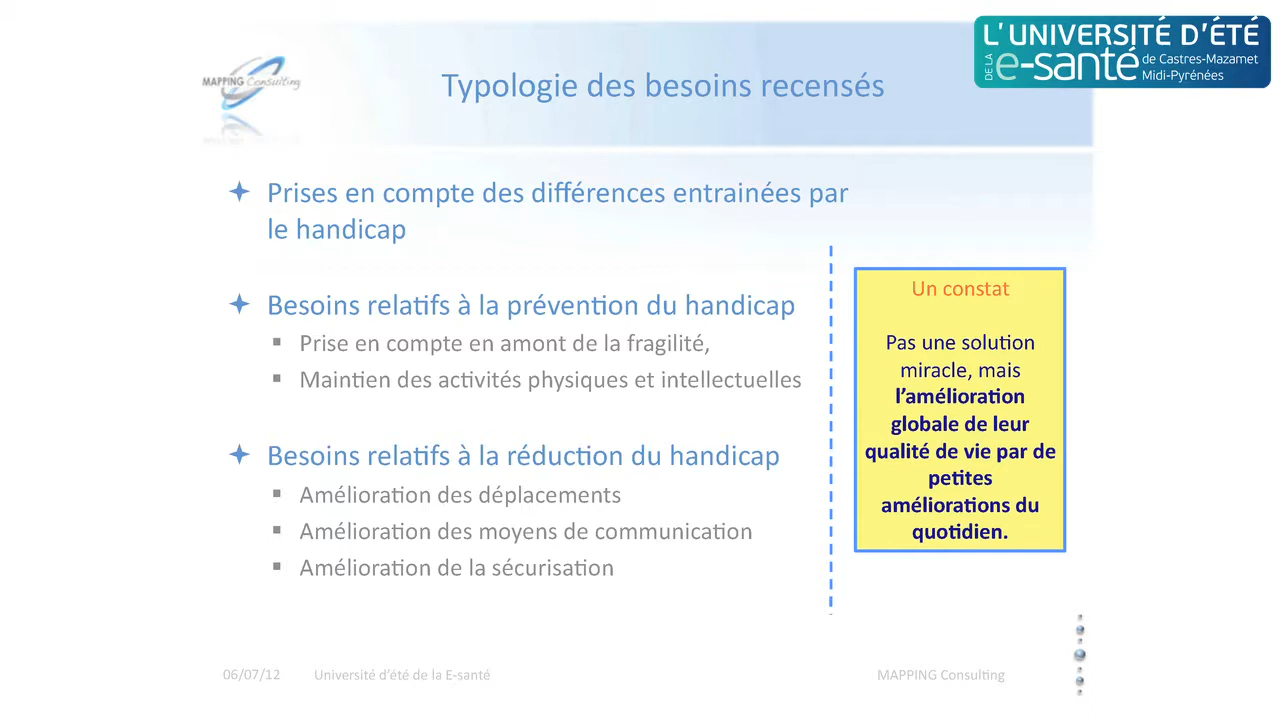 L'UNIVERSITÉ D'ÉTÉ
DE LA
e-santé
de Castres-Mazamet
Midi-Pyrénées
MAPPING Consulting
Typologie des besoins recensés
Prises en compte des différences entrainées par
le handicap
Besoins relatifs à la prévention du handicap
Prise en compte en amont de la fragilité,
Maintien des activités physiques et intellectuelles
Besoins relatifs à la réduction du handicap
Amélioration des déplacements
Amélioration des moyens de communication
Amélioration de la sécurisation
Un constat
Pas une solution
miracle, mais
l’amélioration
globale de leur
qualité de vie par de
petites
améliorations du
quotidien.
06/07/12
Université d’été de la E-santé
MAPPING Consulting